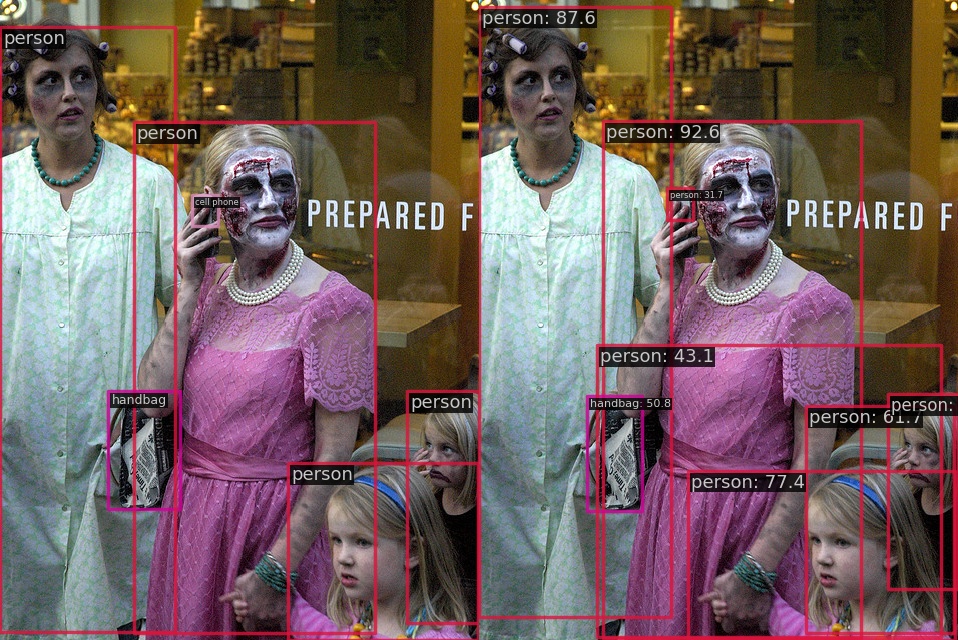 person
person: 87.6
person
person: 92.6
cell phone
person: 31.7
PREPARED F
PREPARED F
person: 43.1
handbag
person
handbag: 50.8
person:
person: 61.7
person
person: 77.4